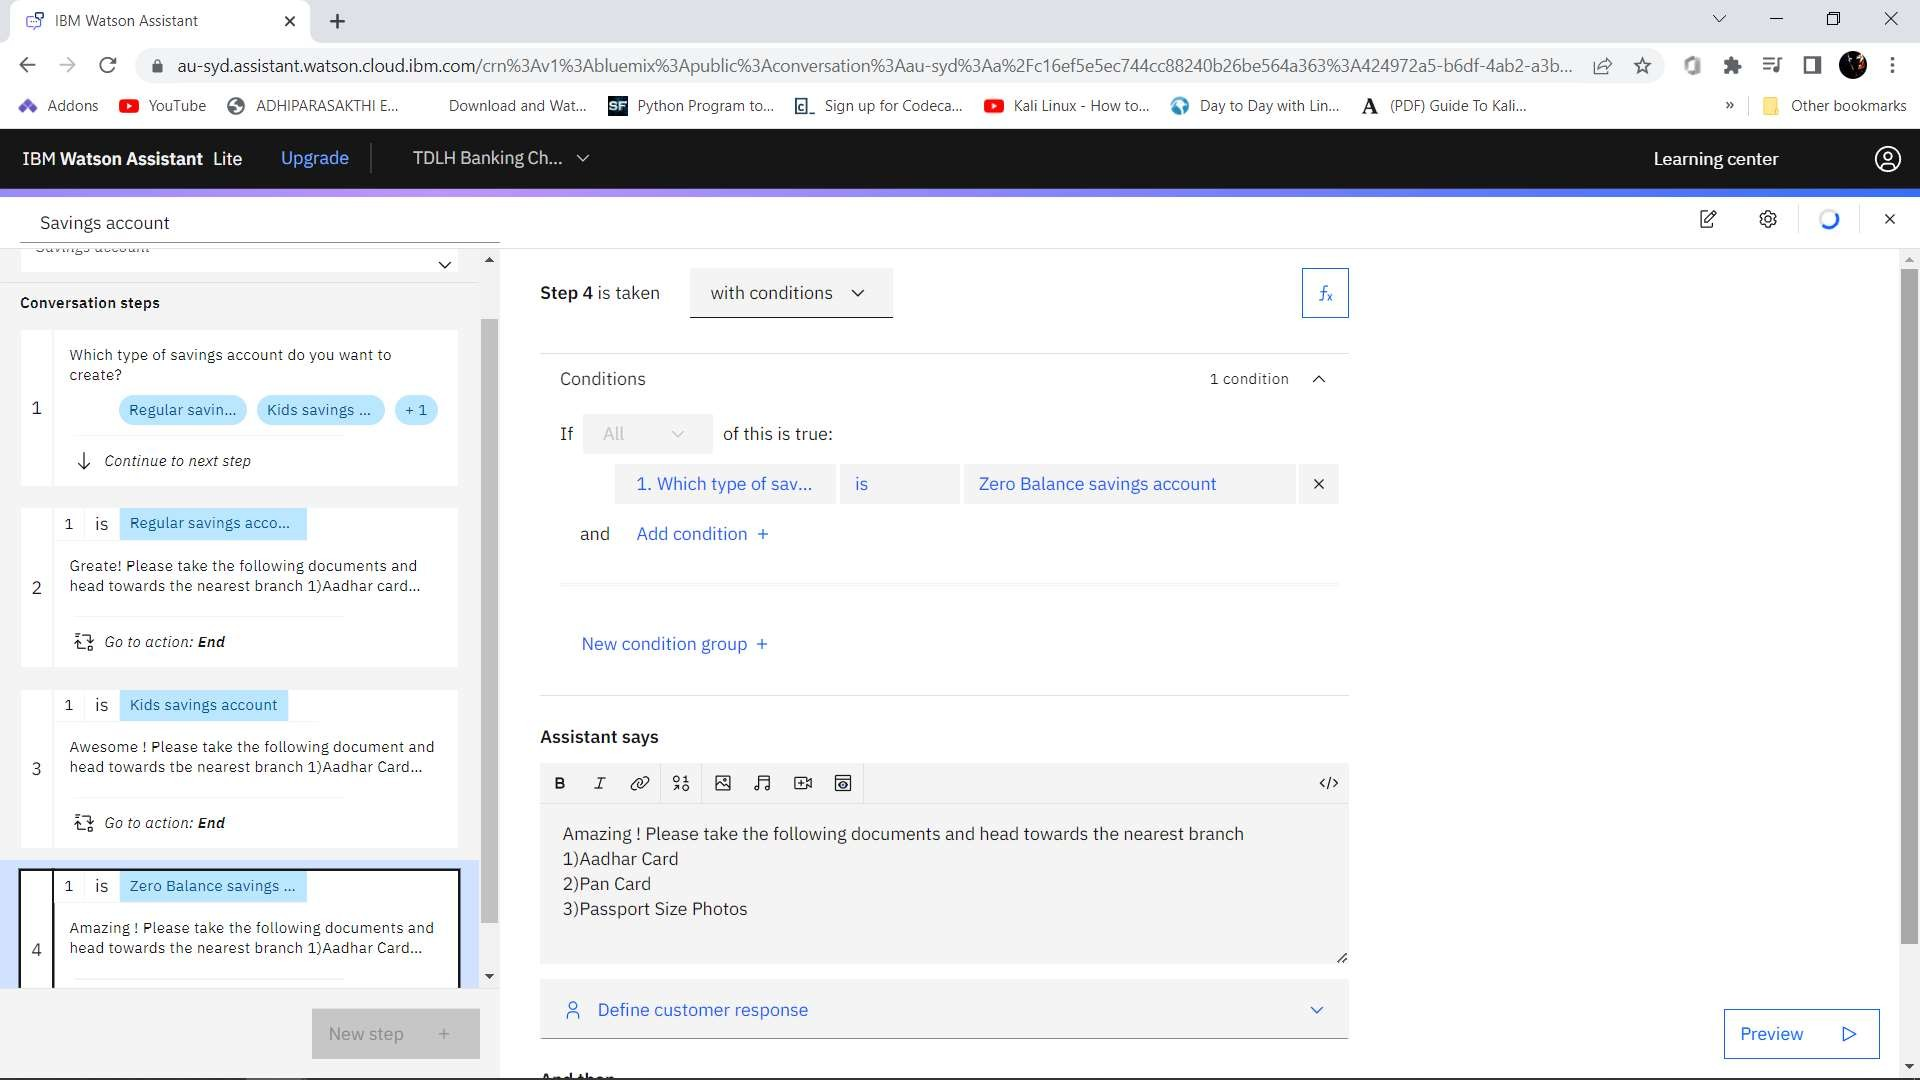 IBM Watson Assistant
au-syd.assistant.watson.cloud.ibm.com/crn%3Av1%3Abluemix%3Apublic%3Aconversation%3Aau-syd%3Aa%2Fc16ef5e5ec744cc88240b26be564a363%3A424972a5-b6df-4ab2-a3b...
Addons YouTube ADHIPARASAKTHI E... Download and Wat... SF Python Program to... Sign up for Codeca... Kali Linux - How to... Day to Day with Lin... A (PDF) Guide To Kali... » Other bookmarks
IBM Watson Assistant Lite Upgrade TDLH Banking Ch... Learning center
Savings account
Savings account
Conversation steps
1
Which type of savings account do you want to
create?
Regular savin... Kids savings ... + 1
Continue to next step
2
1 is Regular savings acco...
Greate! Please take the following documents and
head towards the nearest branch 1)Aadhar card...
Go to action: End
3
1 is Kids savings account
Awesome ! Please take the following document and
head towards tbe nearest branch 1)Aadhar Card...
Go to action: End
4
1 is Zero Balance savings ...
Amazing ! Please take the following documents and
head towards the nearest branch 1)Aadhar Card...
New step +
Step 4 is taken with conditions fx
Conditions 1 condition
If All of this is true:
1. Which type of sav... is Zero Balance savings account ×
and Add condition +
New condition group +
Assistant says
B I </>
Amazing ! Please take the following documents and head towards the nearest branch
1)Aadhar Card
2)Pan Card
3)Passport Size Photos
Define customer response
Preview
And then